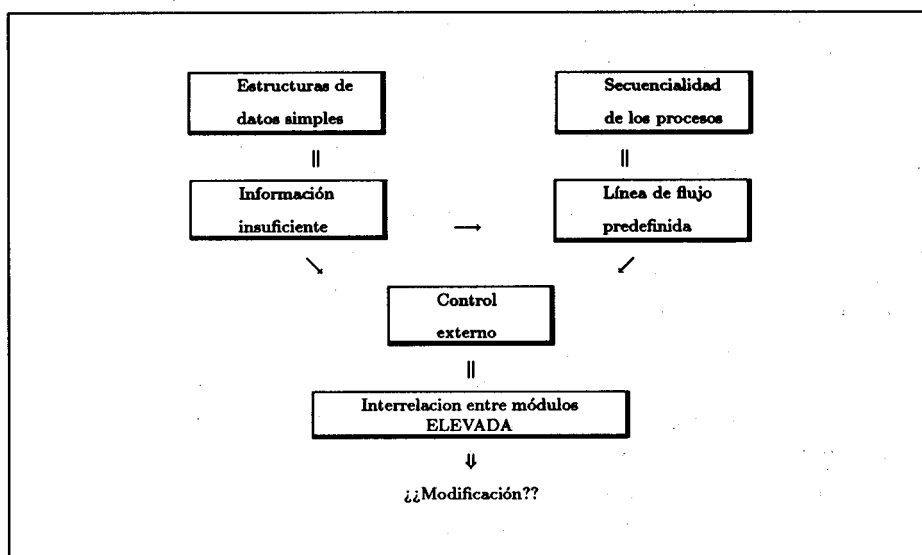 Estructuras de
datos simples
Secuencialidad
de los procesos
||
||
Información
insuficiente
→
Línea de flujo
predefinida
↘
↙
Control
externo
||
Interrelacion entre módulos
ELEVADA
⇓
¿¿Modificación??